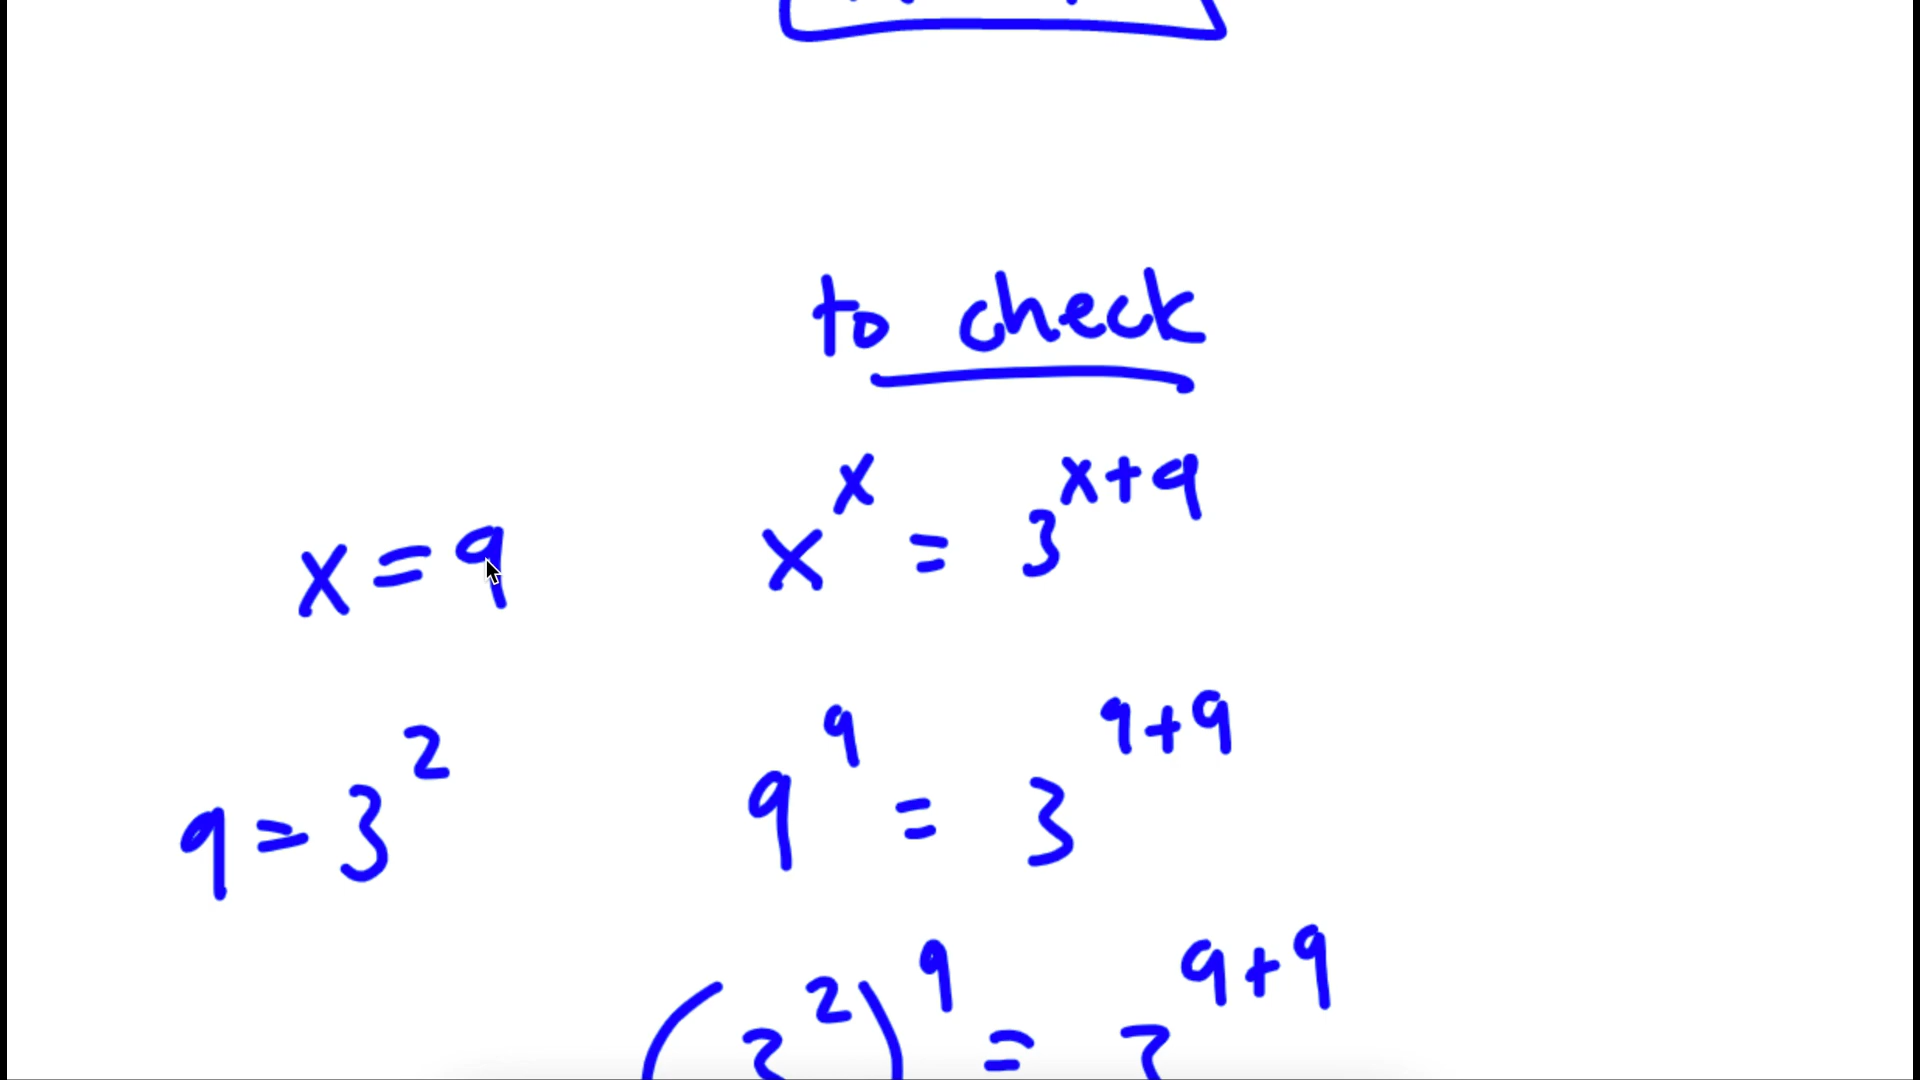 to check
x^x = 3^{x+9}
x = 9
9^9 = 3^{9+9}
9 = 3^2
(3^2)^9 = 3^{9+9}